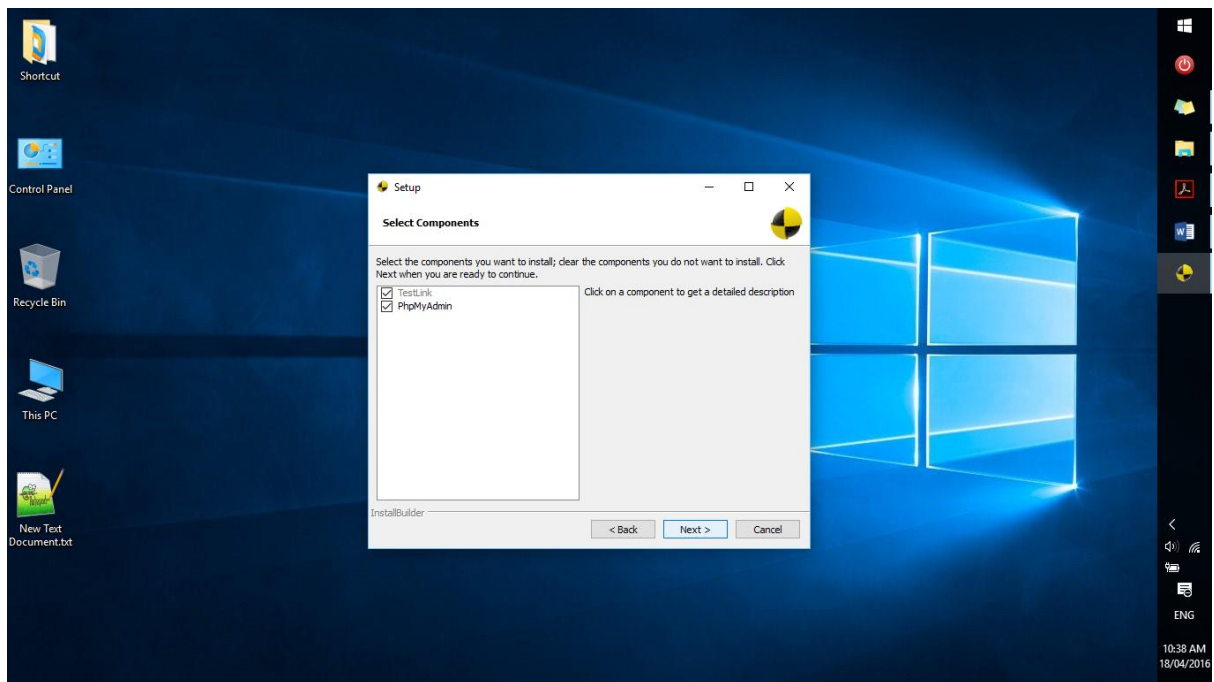 Shortcut
Control Panel
Recycle Bin
This PC
New Text
Document.txt
Setup
Select Components
Select the components you want to install; clear the components you do not want to install. Click
Next when you are ready to continue.
TestLink
PhpMyAdmin
Click on a component to get a detailed description
InstallBuilder
< Back
Next >
Cancel
ENG
10:38 AM
18/04/2016